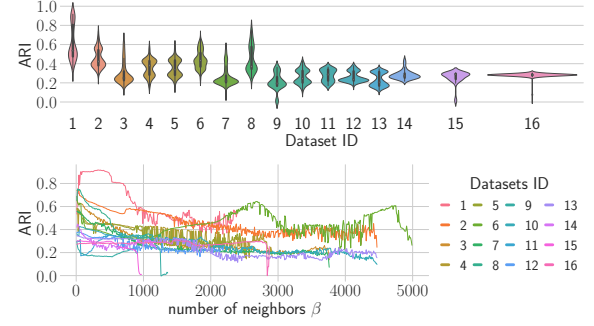 1.0
0.8
0.6
0.4
0.2
0.0
ARI
1 2 3 4 5 6 7 8 9 10 11 12 13 14 15 16
Dataset ID
0.8
0.6
0.4
0.2
0.0
ARI
0 1000 2000 3000 4000 5000
number of neighbors β
Datasets ID
1 5 9 13
2 6 10 14
3 7 11 15
4 8 12 16